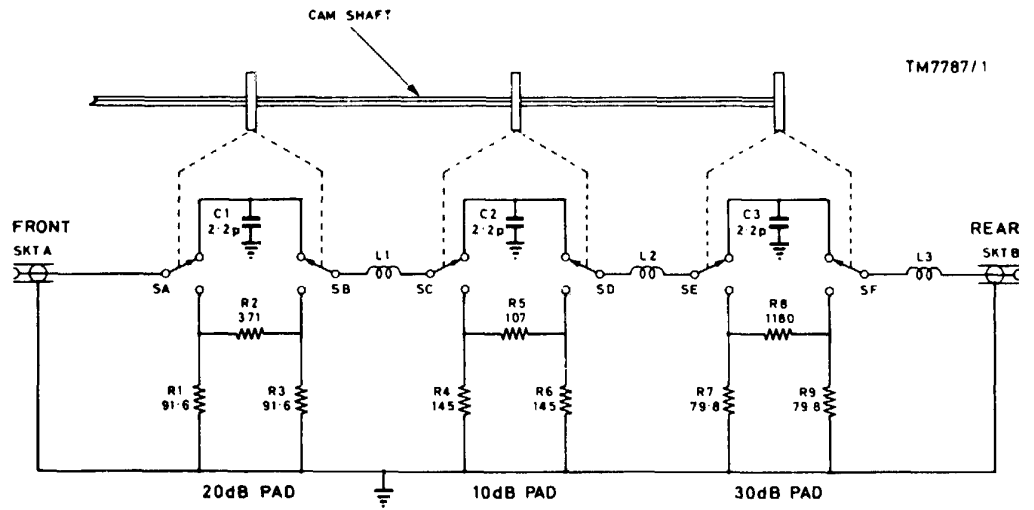 CAM SHAFT
TM7787/1
FRONT
SKTA
C1
2·2p
SA
SB
L1
R2
371
R1
91·6
R3
91·6
C2
2·2p
SC
SD
L2
R5
107
R4
145
R6
145
C3
2·2p
SE
SF
L3
R8
1180
R7
79·8
R9
79·8
REAR
SKTB
20dB PAD
10dB PAD
30dB PAD